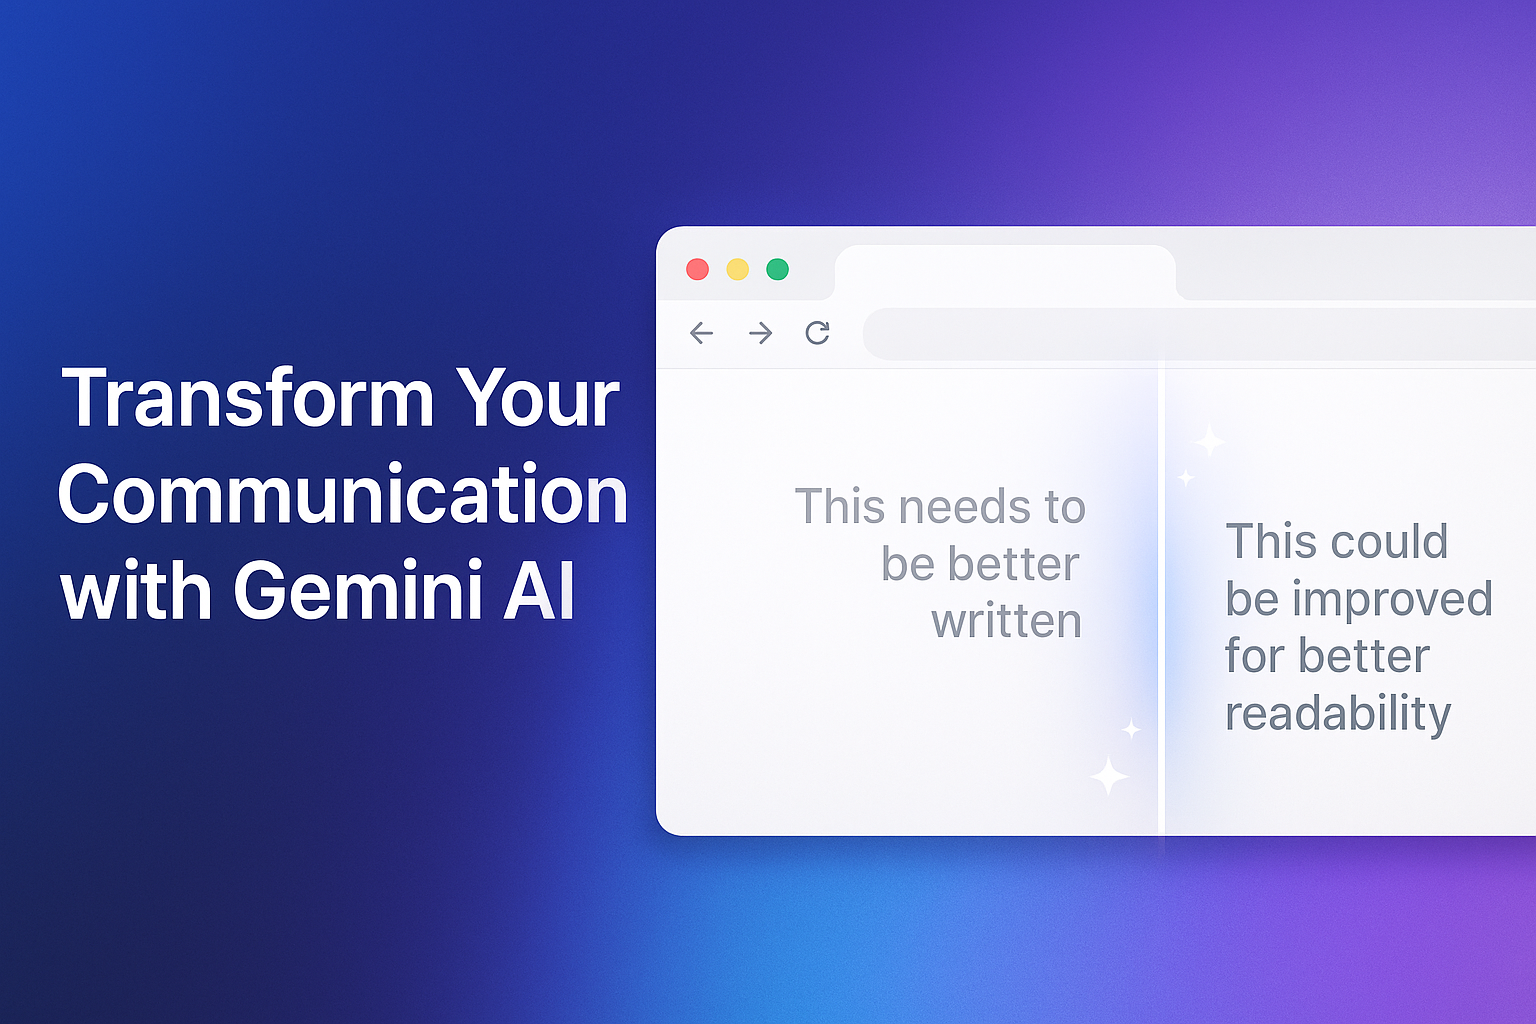 Transform Your
Communication
with Gemini AI
This needs to
be better
written
This could
be improved
for better
readability